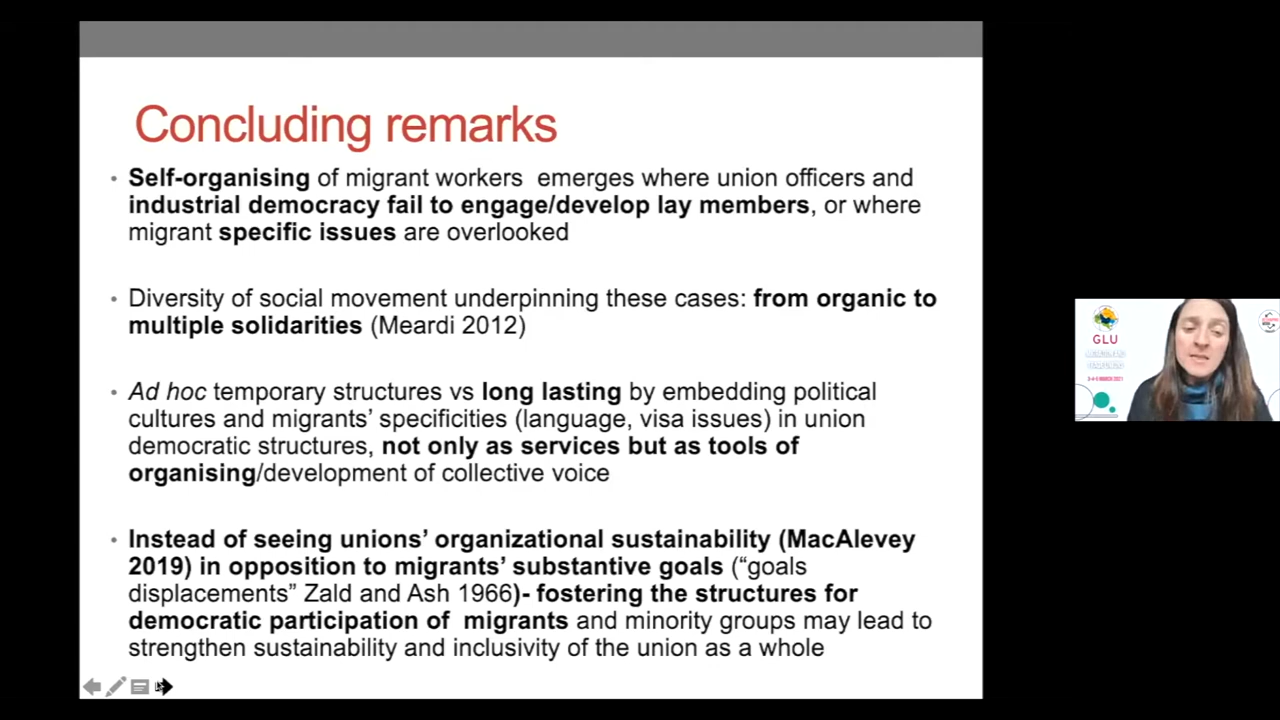 Concluding remarks
• Self-organising of migrant workers emerges where union officers and
industrial democracy fail to engage/develop lay members, or where
migrant specific issues are overlooked
• Diversity of social movement underpinning these cases: from organic to
multiple solidarities (Meardi 2012)
• Ad hoc temporary structures vs long lasting by embedding political
cultures and migrants’ specificities (language, visa issues) in union
democratic structures, not only as services but as tools of
organising/development of collective voice
• Instead of seeing unions’ organizational sustainability (MacAlevey
2019) in opposition to migrants’ substantive goals (“goals
displacements” Zald and Ash 1966)- fostering the structures for
democratic participation of migrants and minority groups may lead to
strengthen sustainability and inclusivity of the union as a whole
GLU